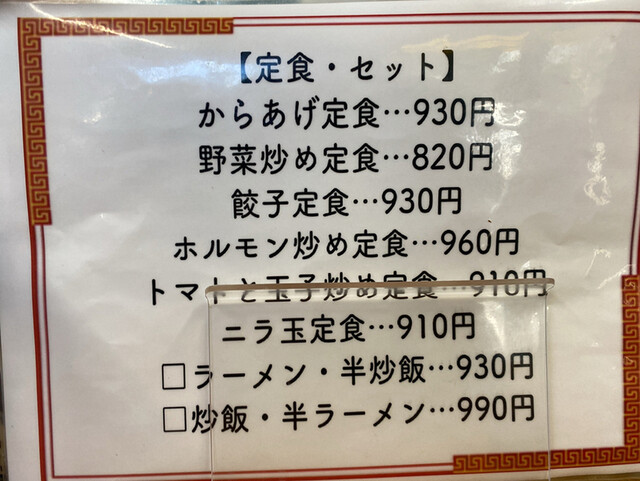 【定食・セット】
からあげ定食…930円
野菜炒め定食…820円
餃子定食…930円
ホルモン炒め定食…960円
トマトと玉子炒め定食…910円
ニラ玉定食…910円
□ラーメン・半炒飯…930円
□炒飯・半ラーメン…990円